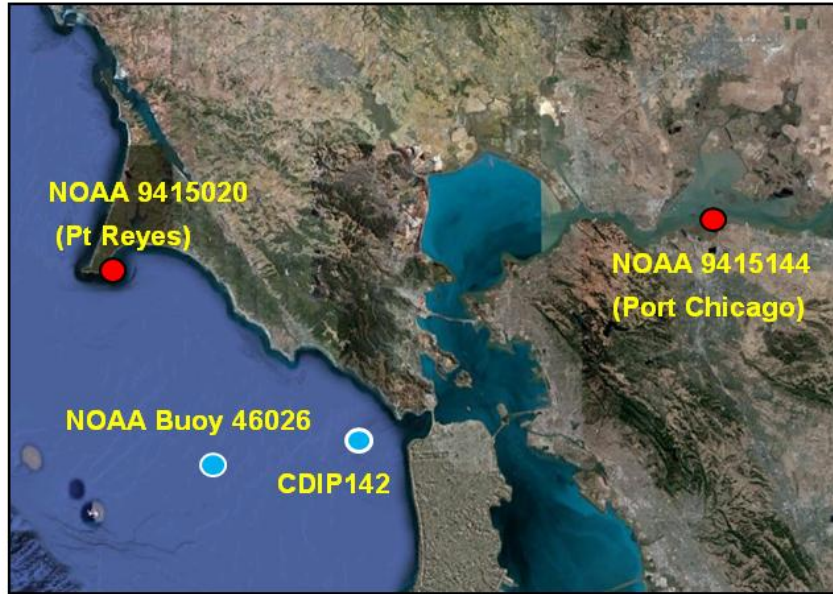 NOAA 9415020
(Pt Reyes)
NOAA 9415144
(Port Chicago)
NOAA Buoy 46026
CDIP142